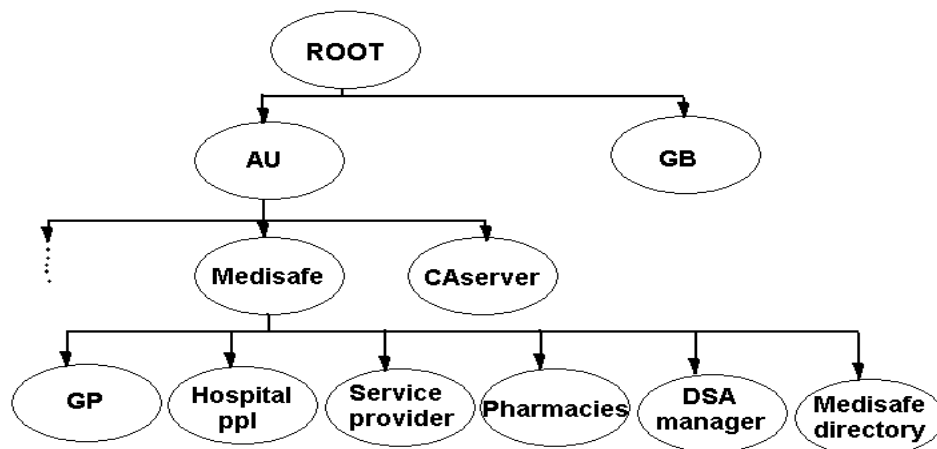 ROOT
AU
GB
Medisafe
CAserver
GP
Hospital
ppl
Service
provider
Pharmacies
DSA
manager
Medisafe
directory